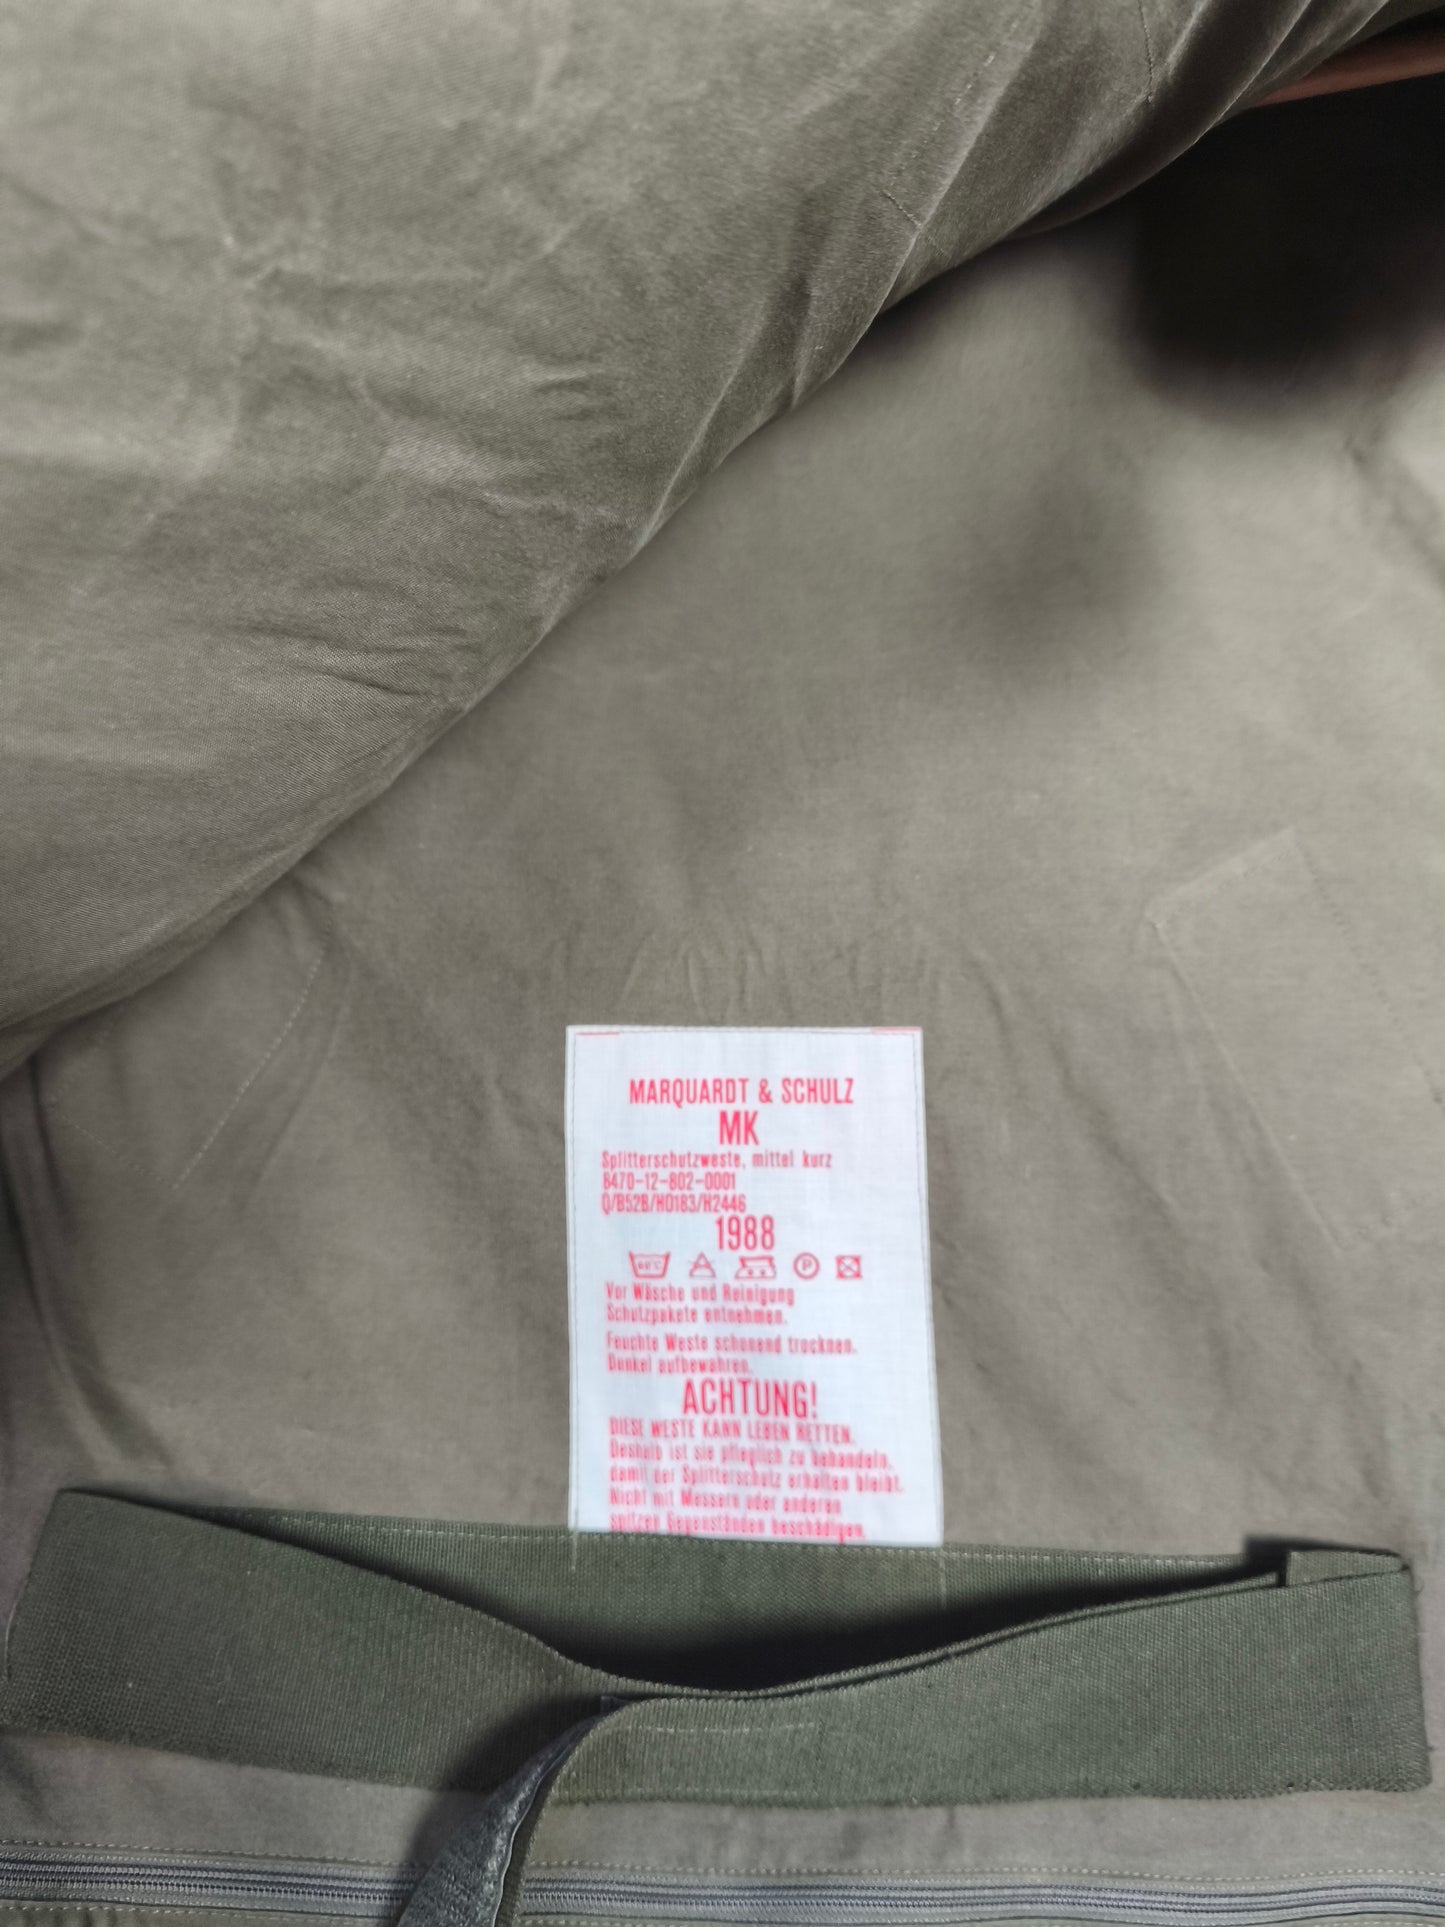 MARQUARDT & SCHULZ
MK
Splitterschutzweste, mittel kurz
8470-12-802-0001
Q/B52B/H0183/H2446
1988
60°C P
Vor Wäsche und Reinigung
Schutzpakete entnehmen.
Feuchte Weste schonend trocknen.
Dunkel aufbewahren.
ACHTUNG!
DIESE WESTE KANN LEBEN RETTEN.
Deshalb ist sie pfleglich zu behandeln,
damit der Splitterschutz erhalten bleibt.
Nicht mit Messern oder anderen
spitzen Gegenständen beschädigen.